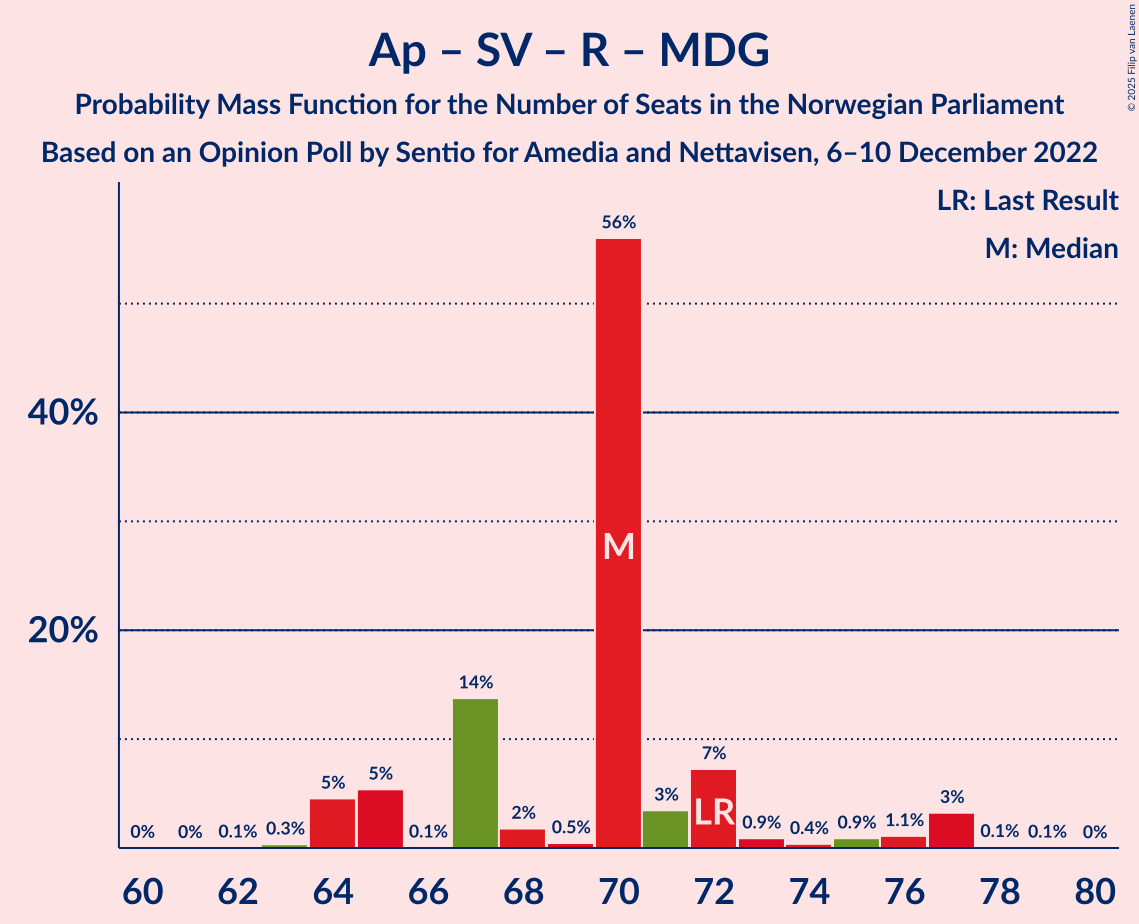 Ap – SV – R – MDG
Probability Mass Function for the Number of Seats in the Norwegian Parliament
Based on an Opinion Poll by Sentio for Amedia and Nettavisen, 6–10 December 2022
© 2025 Filip van Laenen
LR: Last Result
M: Median
40%
20%
0%
0%
0.1%
0.3%
5%
5%
0.1%
14%
2%
0.5%
56%
M
3%
7%
LR
0.9%
0.4%
0.9%
1.1%
3%
0.1%
0.1%
0%
60 62 64 66 68 70 72 74 76 78 80